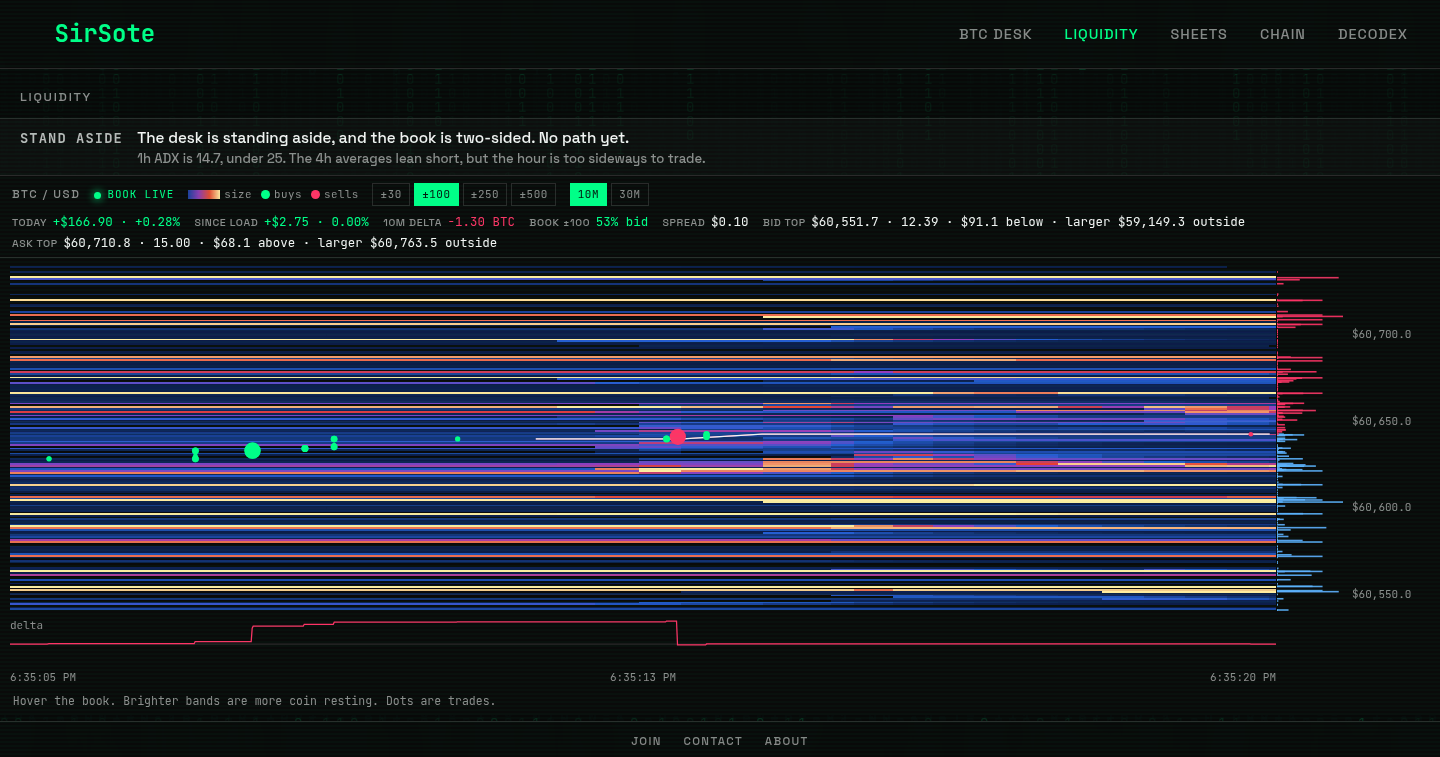 SirSote
BTC DESK LIQUIDITY SHEETS CHAIN DECODEX
LIQUIDITY
STAND ASIDE The desk is standing aside, and the book is two-sided. No path yet.
1h ADX is 14.7, under 25. The 4h averages lean short, but the hour is too sideways to trade.
BTC / USD BOOK LIVE size buys sells ±30 ±100 ±250 ±500 10M 30M
TODAY +$166.90 · +0.28% SINCE LOAD +$2.75 · 0.00% 10M DELTA -1.30 BTC BOOK ±100 53% bid SPREAD $0.10 BID TOP $60,551.7 · 12.39 · $91.1 below · larger $59,149.3 outside
ASK TOP $60,710.8 · 15.00 · $68.1 above · larger $60,763.5 outside
$60,700.0
$60,650.0
$60,600.0
$60,550.0
delta
6:35:05 PM 6:35:13 PM 6:35:20 PM
Hover the book. Brighter bands are more coin resting. Dots are trades.
JOIN CONTACT ABOUT